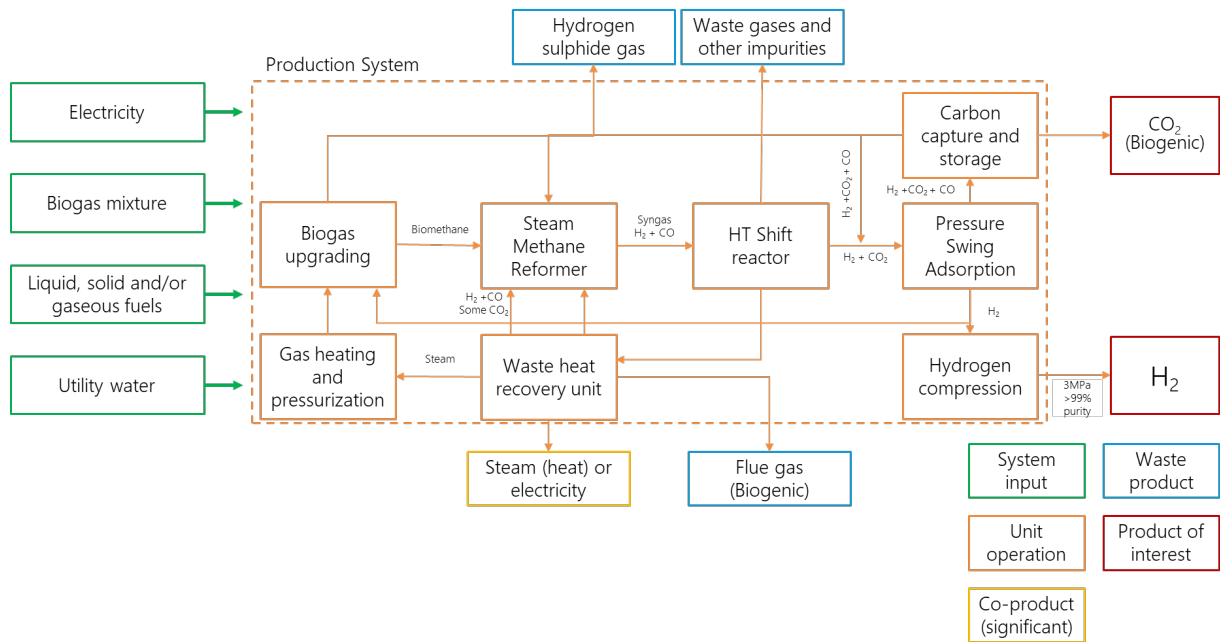 Hydrogen
sulphide gas
Waste gases and
other impurities
Production System
Electricity
Biogas mixture
Liquid, solid and/or
gaseous fuels
Utility water
Carbon
capture and
storage
CO₂
(Biogenic)
H₂ +CO₂ + CO
H₂ +CO₂ + CO
Biogas
upgrading
Biomethane
Steam
Methane
Reformer
Syngas
H₂ + CO
HT Shift
reactor
H₂ + CO₂
Pressure
Swing
Adsorption
H₂ +CO
Some CO₂
H₂
Gas heating
and
pressurization
Steam
Waste heat
recovery unit
Hydrogen
compression
3MPa
>99%
purity
H₂
Steam (heat) or
electricity
Flue gas
(Biogenic)
System
input
Waste
product
Unit
operation
Product of
interest
Co-product
(significant)